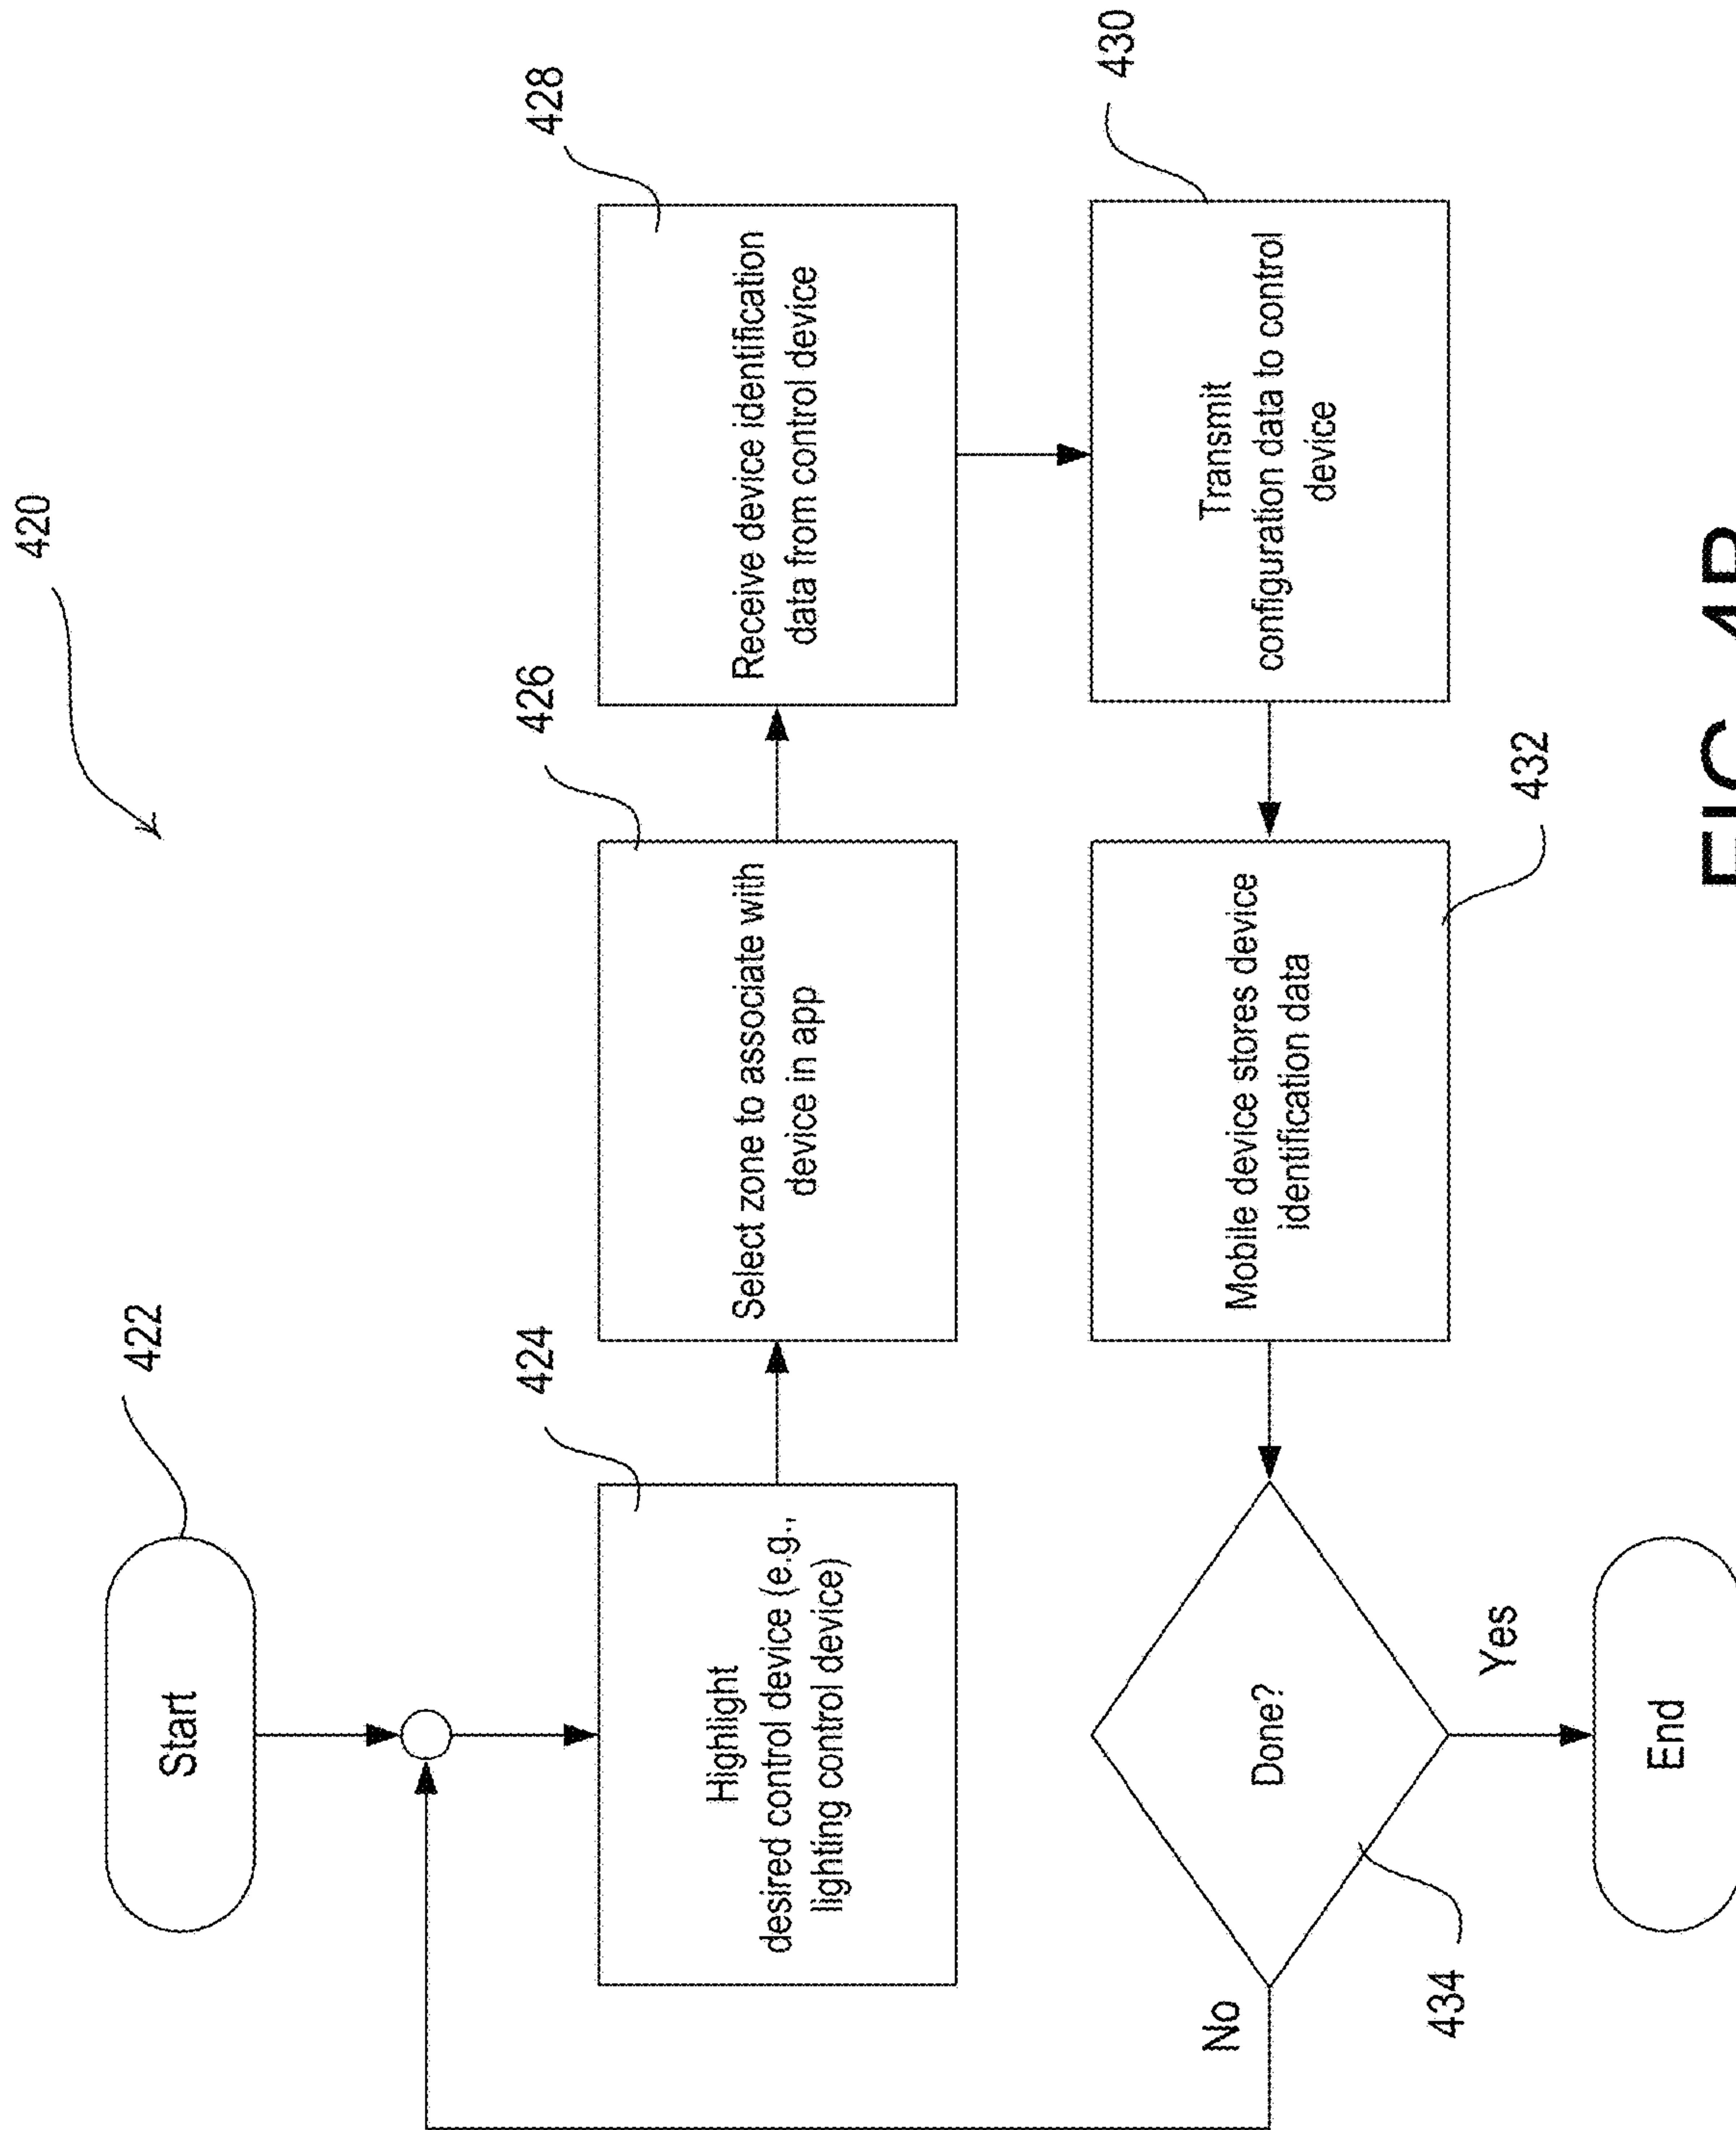 420
422
Start
424
Highlight
desired control device (e.g.,
lighting control device)
426
Select zone to associate with
device in app
428
Receive device identification
data from control device
430
Transmit
configuration data to control
device
432
Mobile device stores device
identification data
434
Done?
No
Yes
End
FIG. 4B